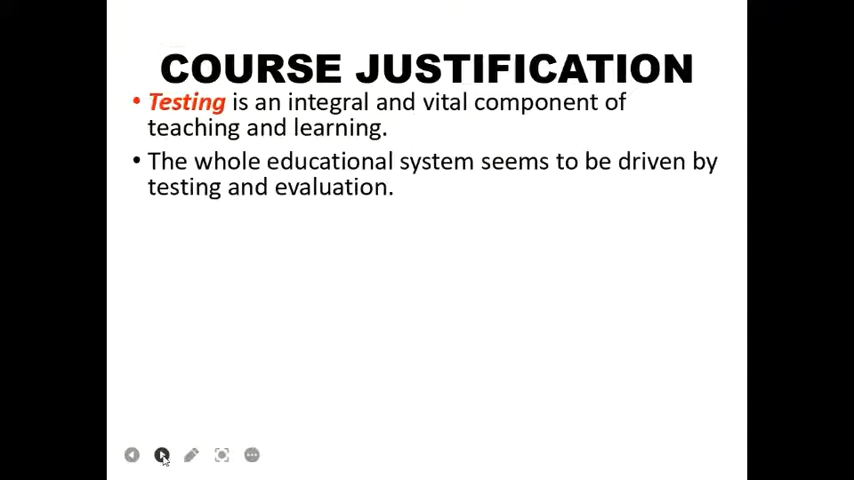 COURSE JUSTIFICATION
• Testing is an integral and vital component of
teaching and learning.
• The whole educational system seems to be driven by
testing and evaluation.